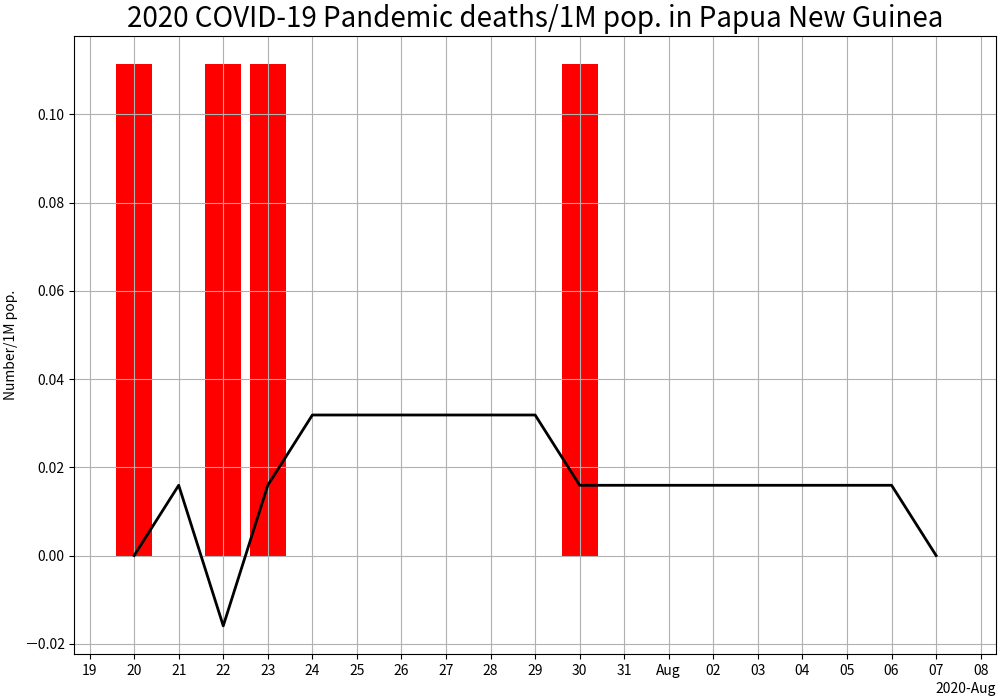 2020 COVID-19 Pandemic deaths/1M pop. in Papua New Guinea
Number/1M pop.
0.10
0.08
0.06
0.04
0.02
0.00
−0.02
19 20 21 22 23 24 25 26 27 28 29 30 31 Aug 02 03 04 05 06 07 08
2020-Aug